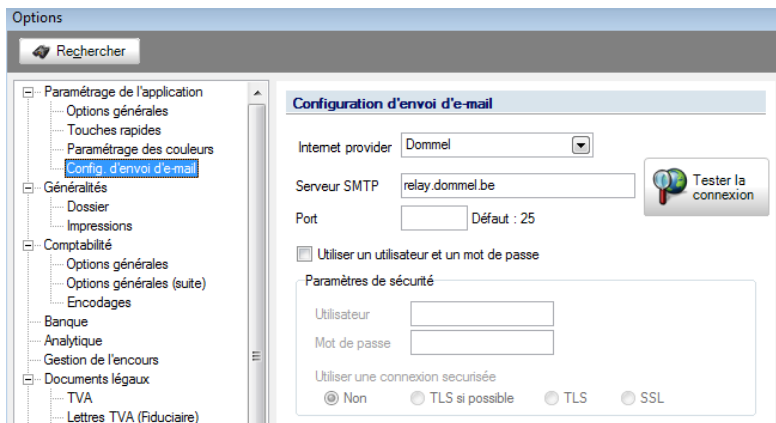 Options
Rechercher
Paramétrage de l'application
Options générales
Touches rapides
Paramétrage des couleurs
Config. d'envoi d'e-mail
Généralités
Dossier
Impressions
Comptabilité
Options générales
Options générales (suite)
Encodages
Banque
Analytique
Gestion de l'encours
Documents légaux
TVA
Lettres TVA (Fiduciaire)
Configuration d'envoi d'e-mail
Internet provider Dommel
Serveur SMTP relay.dommel.be
Tester la
connexion
Port Défaut : 25
Utiliser un utilisateur et un mot de passe
Paramètres de sécurité
Utilisateur
Mot de passe
Utiliser une connexion securisée
Non TLS si possible TLS SSL